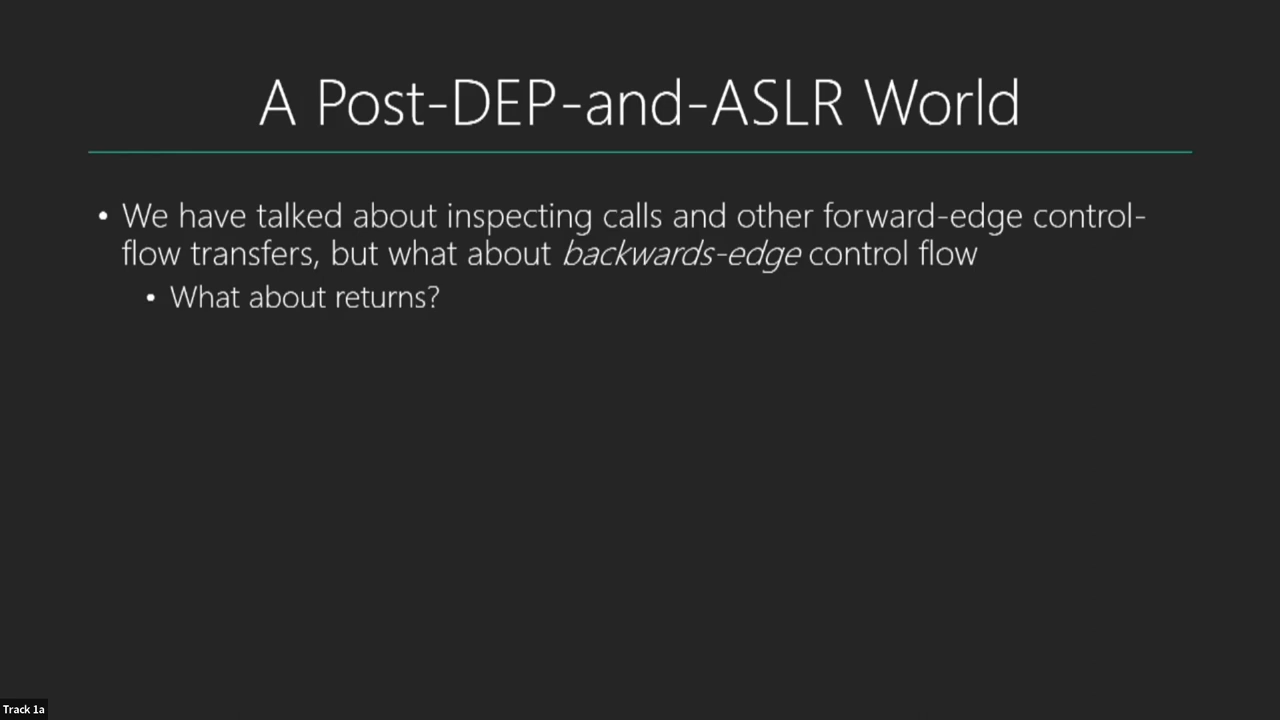 A Post-DEP-and-ASLR World
• We have talked about inspecting calls and other forward-edge control-
flow transfers, but what about backwards-edge control flow
• What about returns?
Track 1a